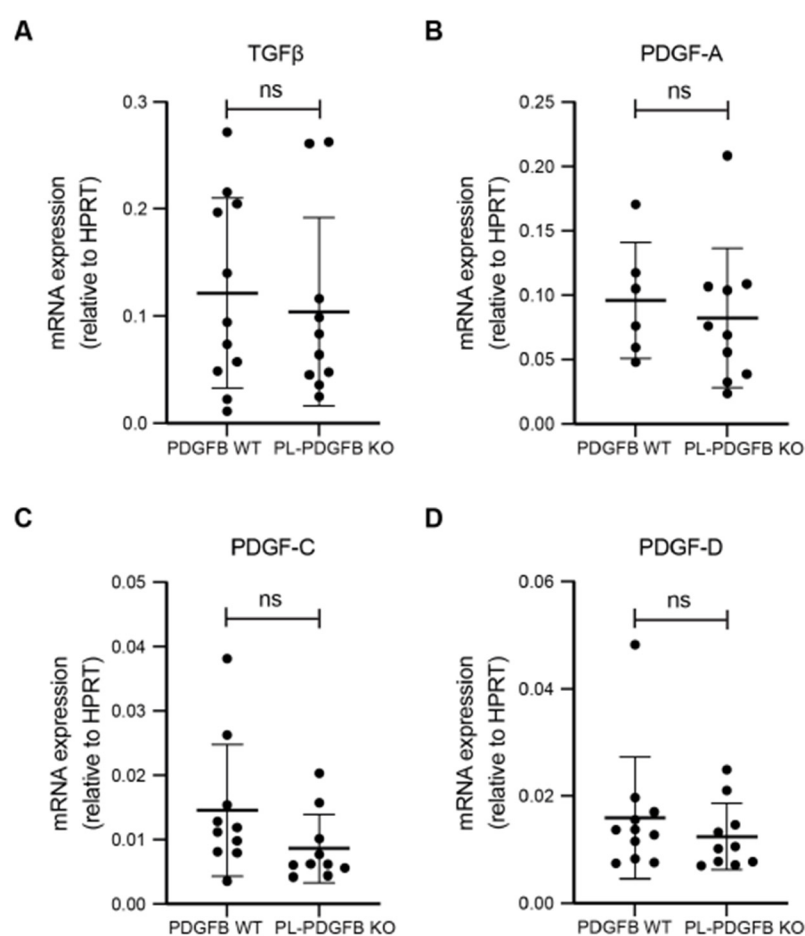 A
TGFβ
ns
mRNA expression
(relative to HPRT)
0.3
0.2
0.1
0.0
PDGFB WT
PL-PDGFB KO
B
PDGF-A
ns
mRNA expression
(relative to HPRT)
0.25
0.20
0.15
0.10
0.05
0.00
PDGFB WT
PL-PDGFB KO
C
PDGF-C
ns
mRNA expression
(relative to HPRT)
0.05
0.04
0.03
0.02
0.01
0.00
PDGFB WT
PL-PDGFB KO
D
PDGF-D
ns
mRNA expression
(relative to HPRT)
0.06
0.04
0.02
0.00
PDGFB WT
PL-PDGFB KO